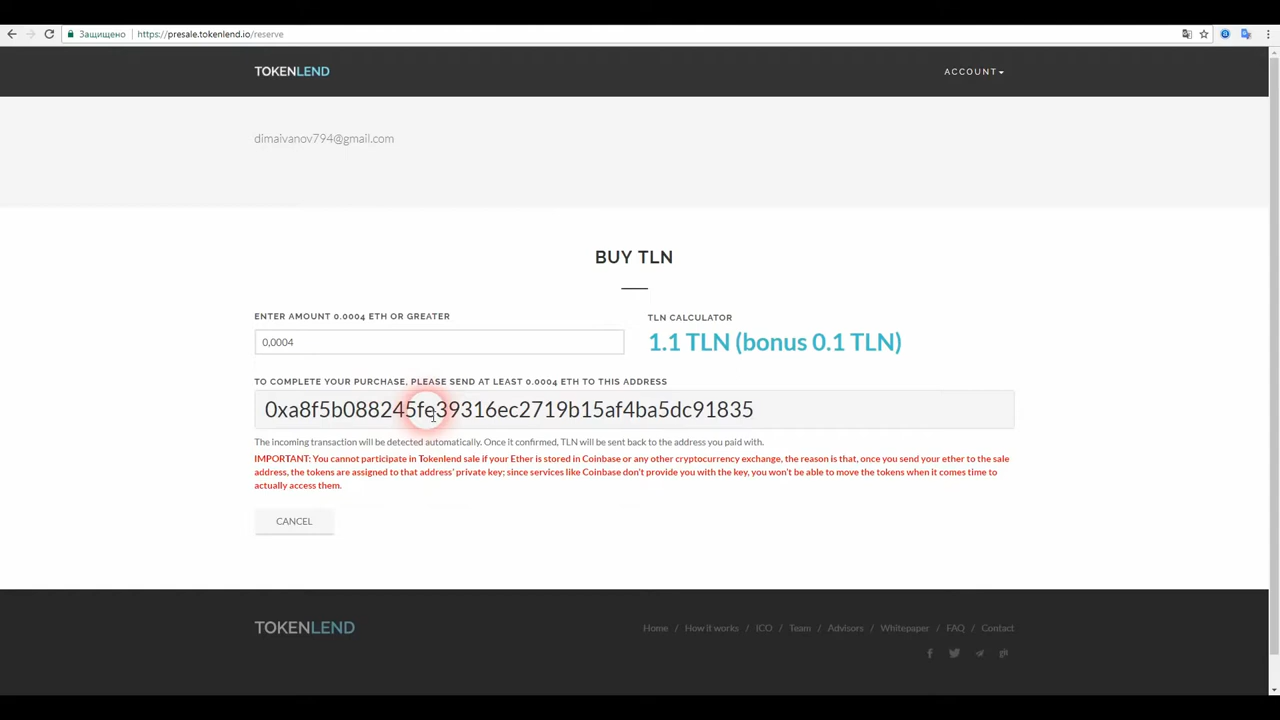 Защищено https://presale.tokenlend.io/reserve
TOKENLEND
ACCOUNT
dimaivanov794@gmail.com
BUY TLN
ENTER AMOUNT 0.0004 ETH OR GREATER
0,0004
TLN CALCULATOR
1.1 TLN (bonus 0.1 TLN)
TO COMPLETE YOUR PURCHASE, PLEASE SEND AT LEAST 0.0004 ETH TO THIS ADDRESS
0xa8f5b088245fe39316ec2719b15af4ba5dc91835
The incoming transaction will be detected automatically. Once it confirmed, TLN will be sent back to the address you paid with.
IMPORTANT: You cannot participate in Tokenlend sale if your Ether is stored in Coinbase or any other cryptocurrency exchange, the reason is that, once you send your ether to the sale
address, the tokens are assigned to that address' private key; since services like Coinbase don't provide you with the key, you won't be able to move the tokens when it comes time to
actually access them.
CANCEL
TOKENLEND
Home / How it works / ICO / Team / Advisors / Whitepaper / FAQ / Contact